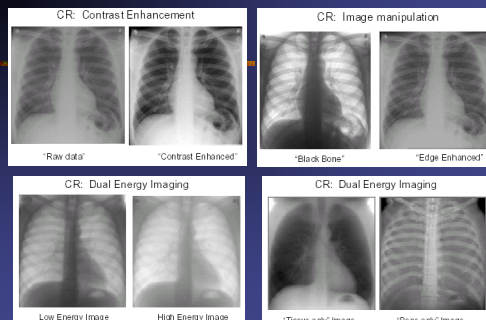 CR: Contrast Enhancement
"Raw data"
"Contrast Enhanced"
CR: Image manipulation
"Black Bone"
"Edge Enhanced"
CR: Dual Energy Imaging
Low Energy Image
High Energy Image
CR: Dual Energy Imaging
"Tissue only" Image
"Bone only" Image